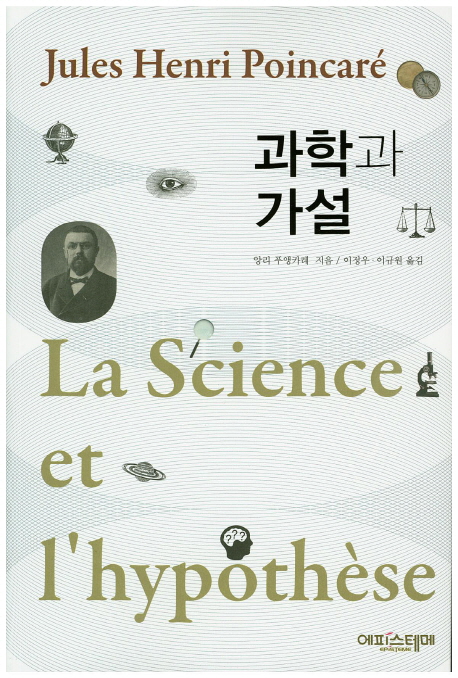 Jules Henri Poincaré
과학과
가설
앙리 푸앵카레 지음 / 이정우·이규원 옮김
La Science
et
l'hypothèse
???
에피스테메
EPISTEME